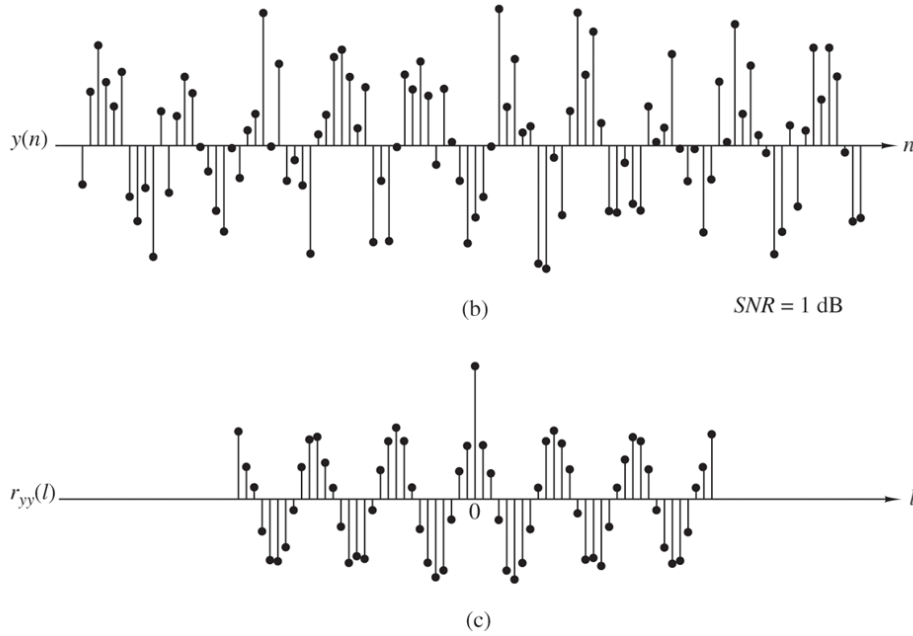 y(n)
n
(b)
SNR = 1 dB
r_yy(l)
0
l
(c)